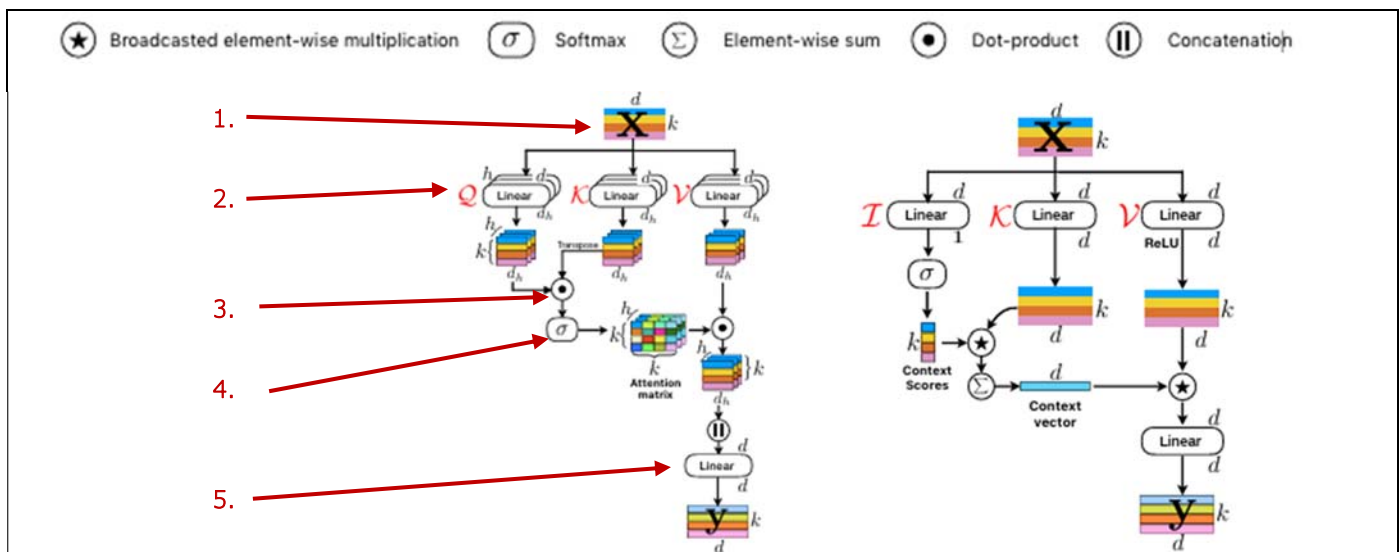 ★ Broadcasted element-wise multiplication σ Softmax Σ Element-wise sum • Dot-product || Concatenation
1.
d
X k
2.
h d d d
Q Linear K Linear V Linear
d_h d_h d_h
h
Transpose
k
d_h d_h d_h
3.
4.
σ
h
k
k
Attention
matrix
h
k
d_h
||
5.
d
Linear
d
y k
d
d
X k
d d d
I Linear K Linear V Linear
1 d ReLU d
σ
k
d
k
d
k
Context
Scores
★
Σ
d
Context
vector
★
d
Linear
d
y k
d